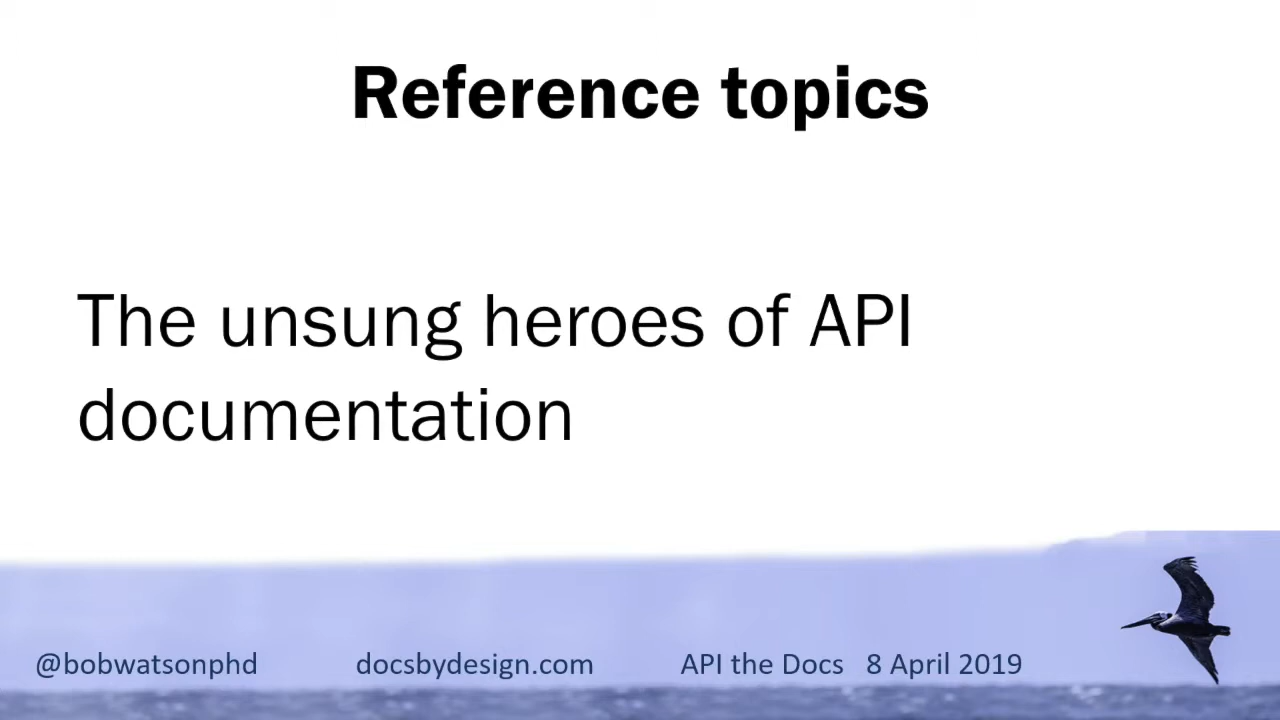 Reference topics
The unsung heroes of API
documentation
@bobwatsonphd docsbydesign.com API the Docs 8 April 2019